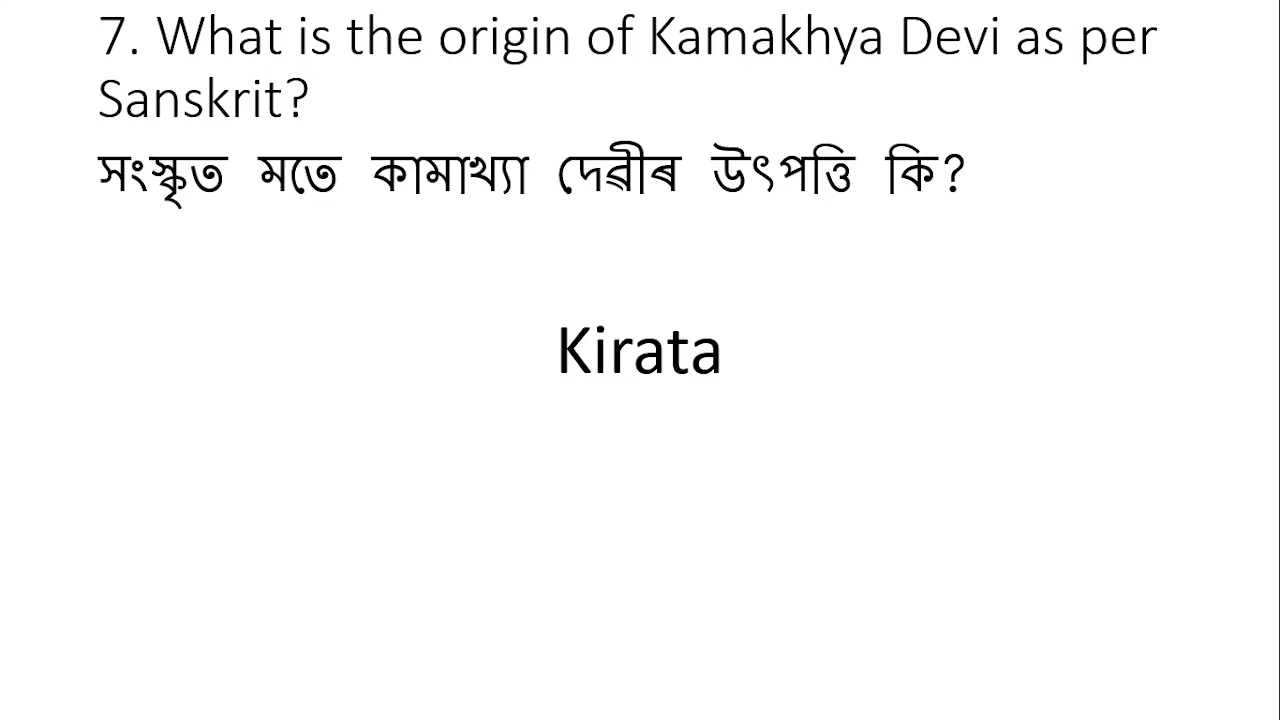 7. What is the origin of Kamakhya Devi as per
Sanskrit?
সংস্কৃত মতে কামাখ্যা দেৱীৰ উৎপত্তি কি?
Kirata